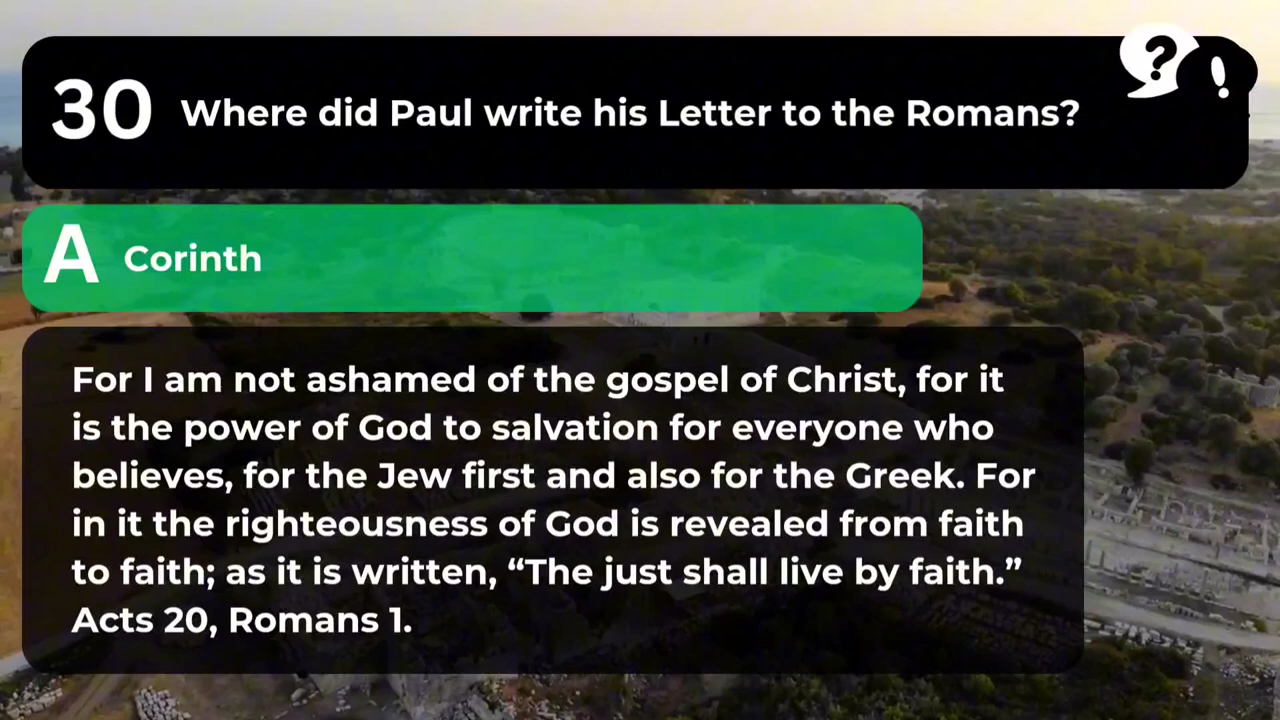 30 Where did Paul write his Letter to the Romans?
?!
A Corinth
For I am not ashamed of the gospel of Christ, for it
is the power of God to salvation for everyone who
believes, for the Jew first and also for the Greek. For
in it the righteousness of God is revealed from faith
to faith; as it is written, “The just shall live by faith.”
Acts 20, Romans 1.